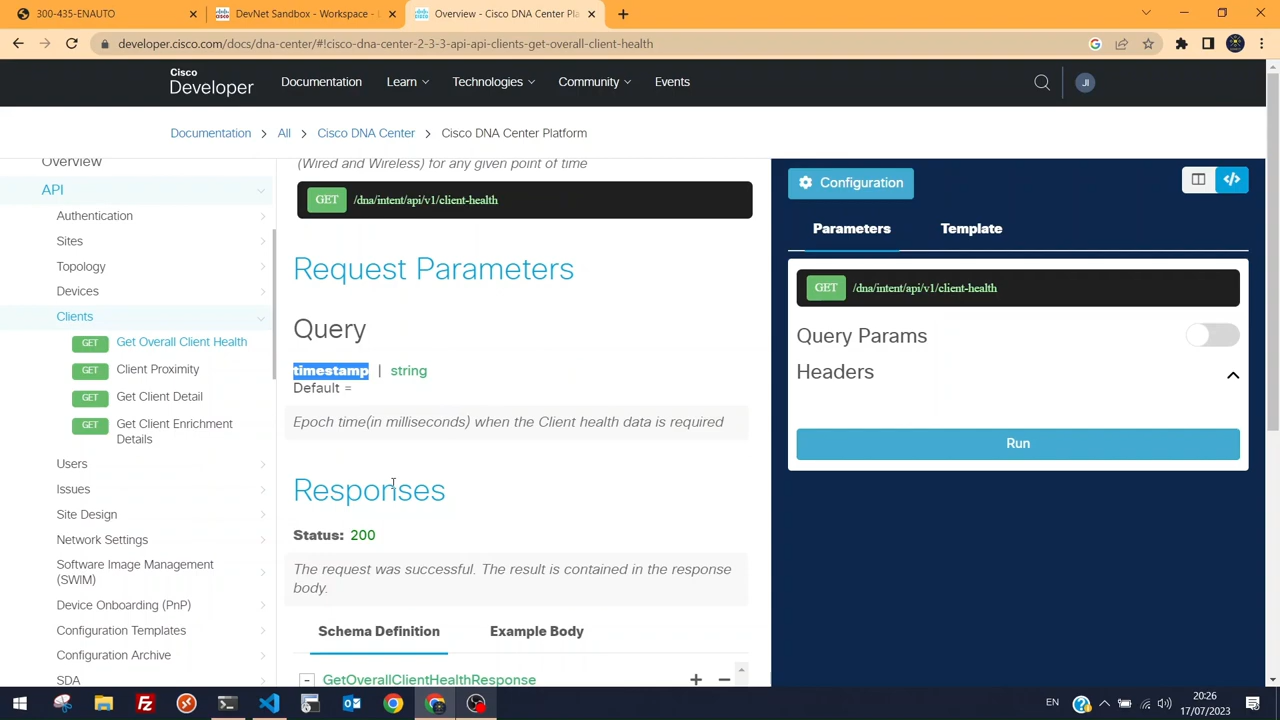 300-435-ENAUTO
DevNet Sandbox - Workspace - L
Overview - Cisco DNA Center Pla
developer.cisco.com/docs/dna-center/#!cisco-dna-center-2-3-3-api-api-clients-get-overall-client-health
Cisco
Developer
Documentation
Learn
Technologies
Community
Events
JI
Documentation > All > Cisco DNA Center > Cisco DNA Center Platform
Overview
API
Authentication
Sites
Topology
Devices
Clients
GET Get Overall Client Health
GET Client Proximity
GET Get Client Detail
GET Get Client Enrichment
Details
Users
Issues
Site Design
Network Settings
Software Image Management
(SWIM)
Device Onboarding (PnP)
Configuration Templates
Configuration Archive
SDA
(Wired and Wireless) for any given point of time
GET /dna/intent/api/v1/client-health
Request Parameters
Query
timestamp | string
Default =
Epoch time(in milliseconds) when the Client health data is required
Responses
Status: 200
The request was successful. The result is contained in the response
body.
Schema Definition
Example Body
GetOverallClientHealthResponse
Configuration
Parameters
Template
GET /dna/intent/api/v1/client-health
Query Params
Headers
Run
EN
20:26
17/07/2023